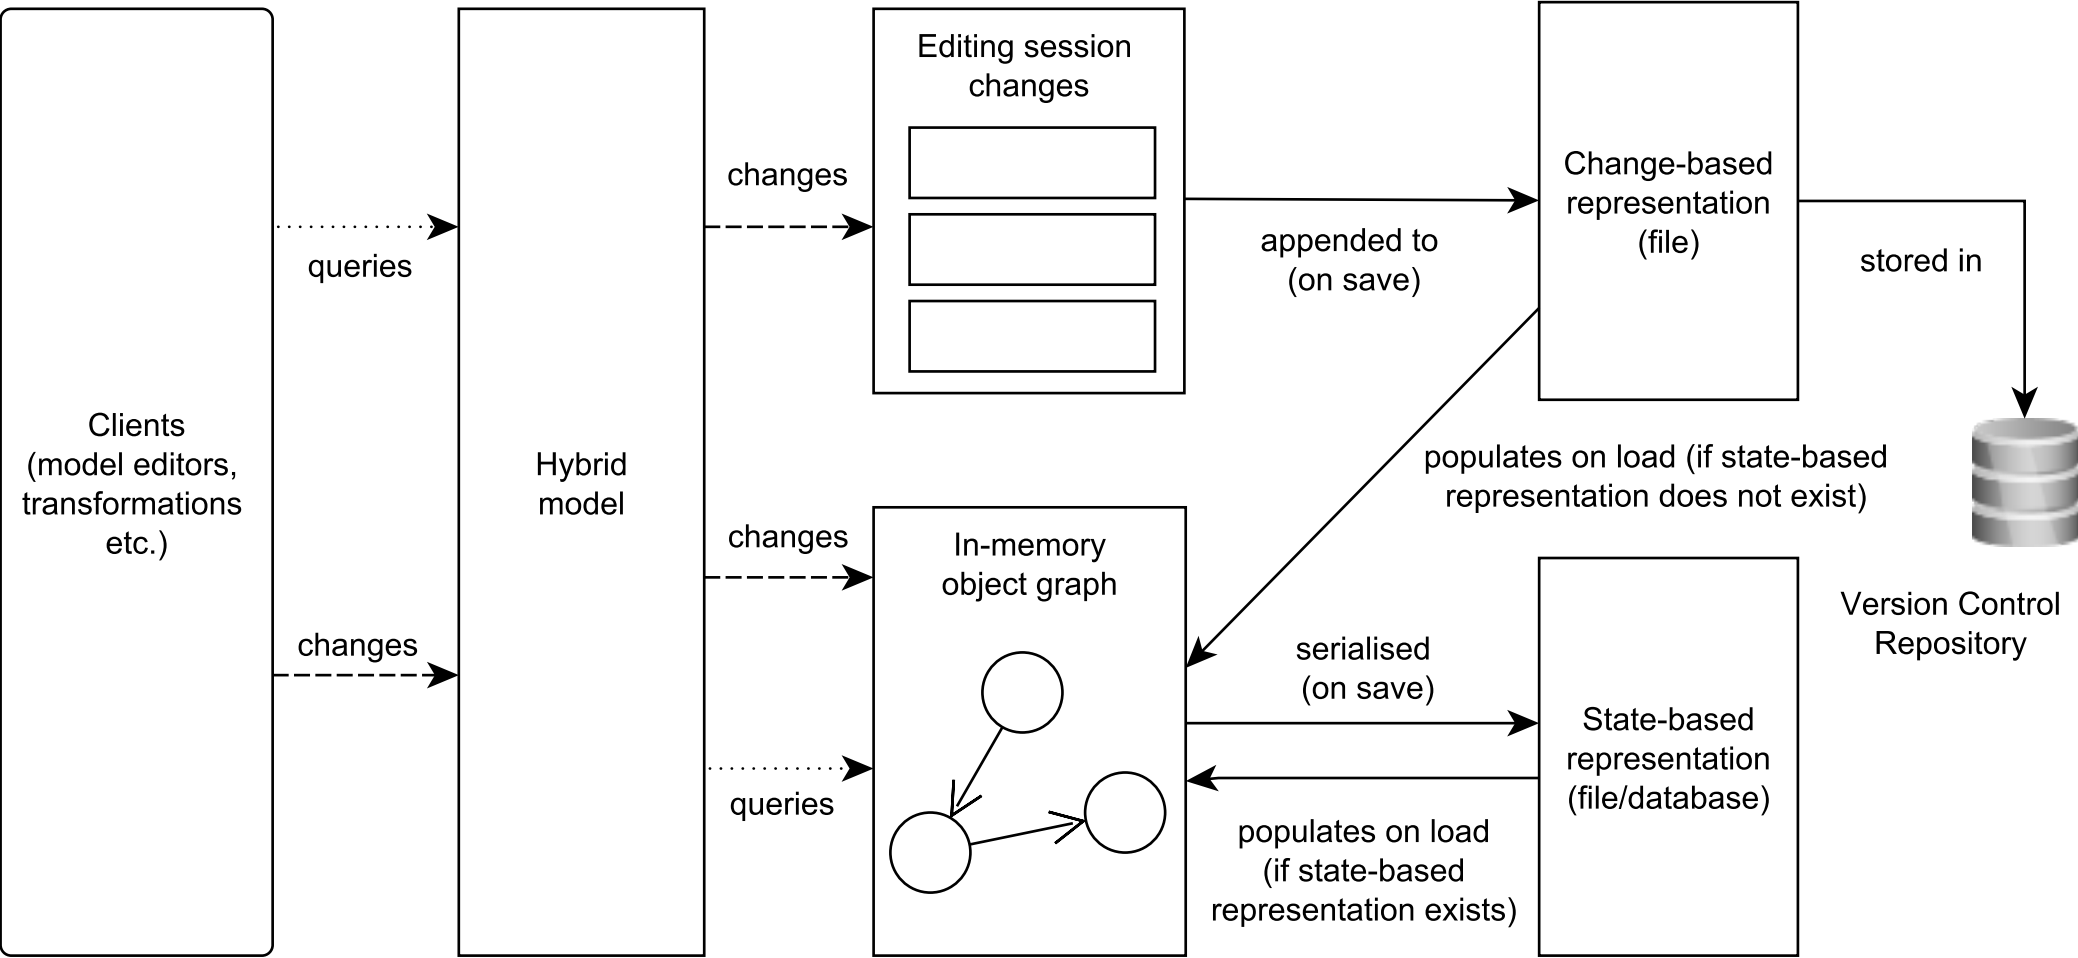 Clients
(model editors,
transformations
etc.)
queries
changes
Hybrid
model
changes
changes
queries
Editing session
changes
In-memory
object graph
appended to
(on save)
populates on load (if state-based
representation does not exist)
serialised
(on save)
populates on load
(if state-based
representation exists)
Change-based
representation
(file)
State-based
representation
(file/database)
stored in
Version Control
Repository